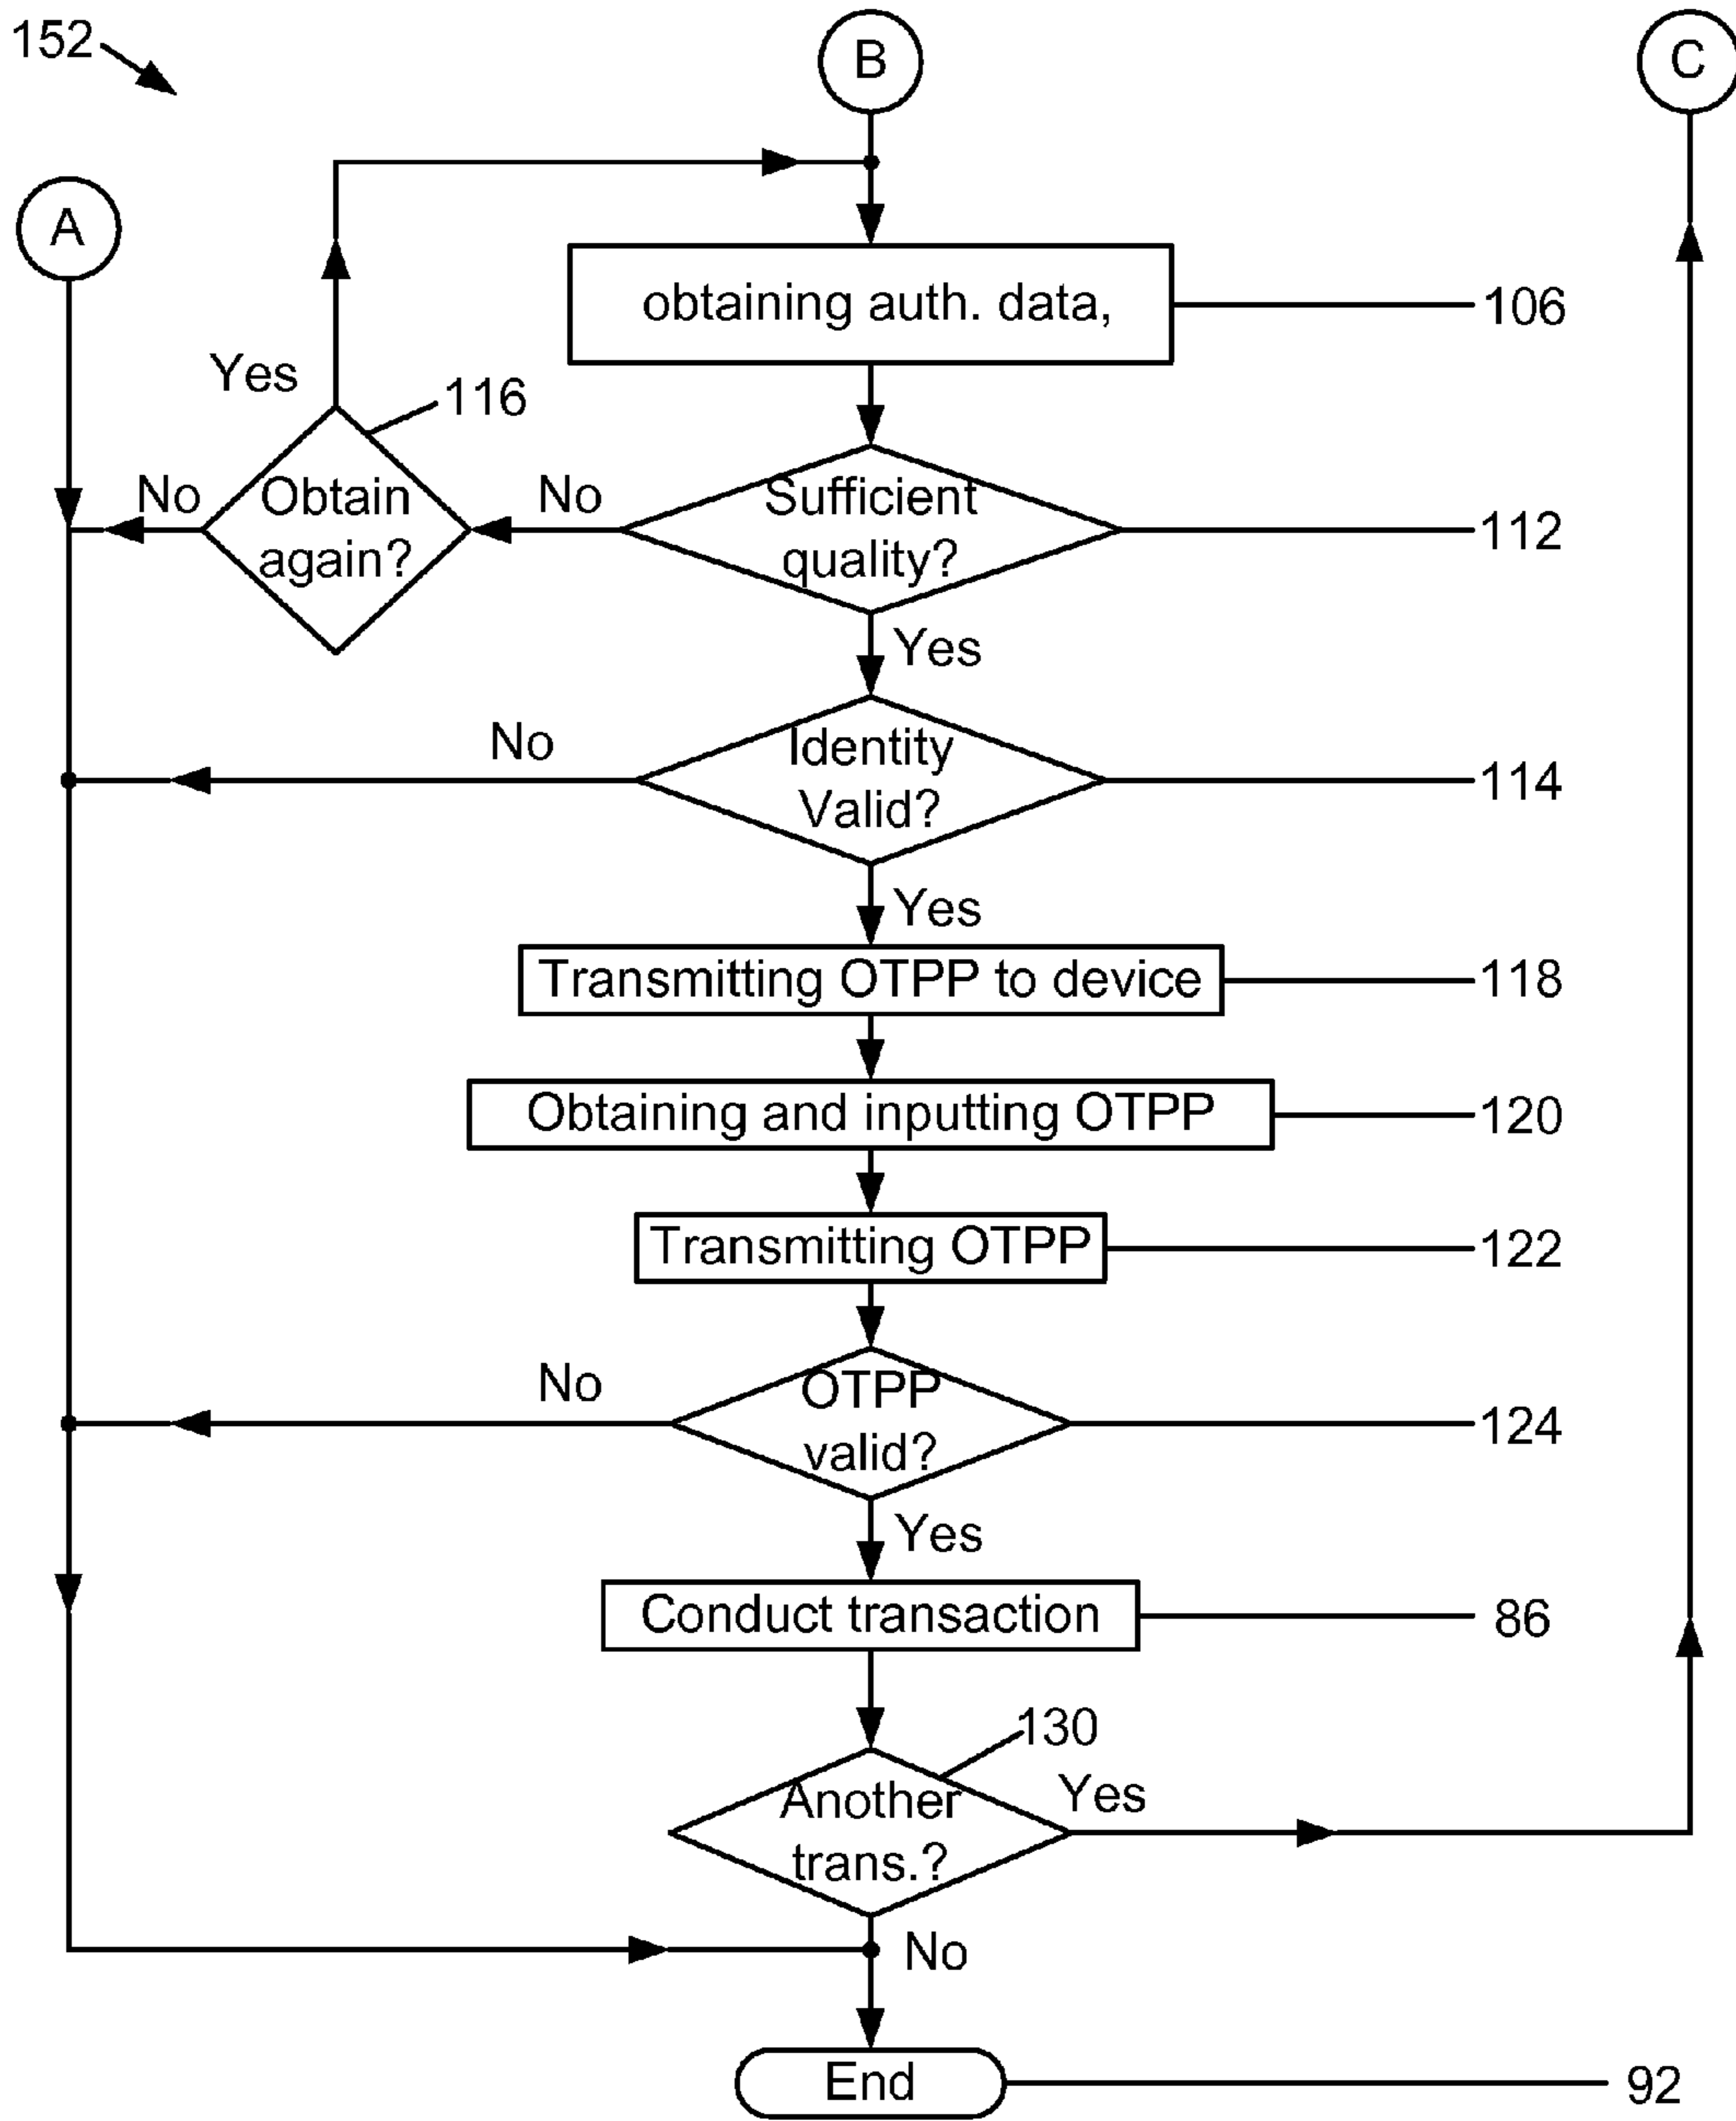 152
B
C
A
obtaining auth. data,
106
Yes
116
No
Obtain
again?
No
Sufficient
quality?
112
Yes
No
Identity
Valid?
114
Yes
Transmitting OTPP to device
118
Obtaining and inputting OTPP
120
Transmitting OTPP
122
No
OTPP
valid?
124
Yes
Conduct transaction
86
130
Another
trans.?
Yes
No
End
92